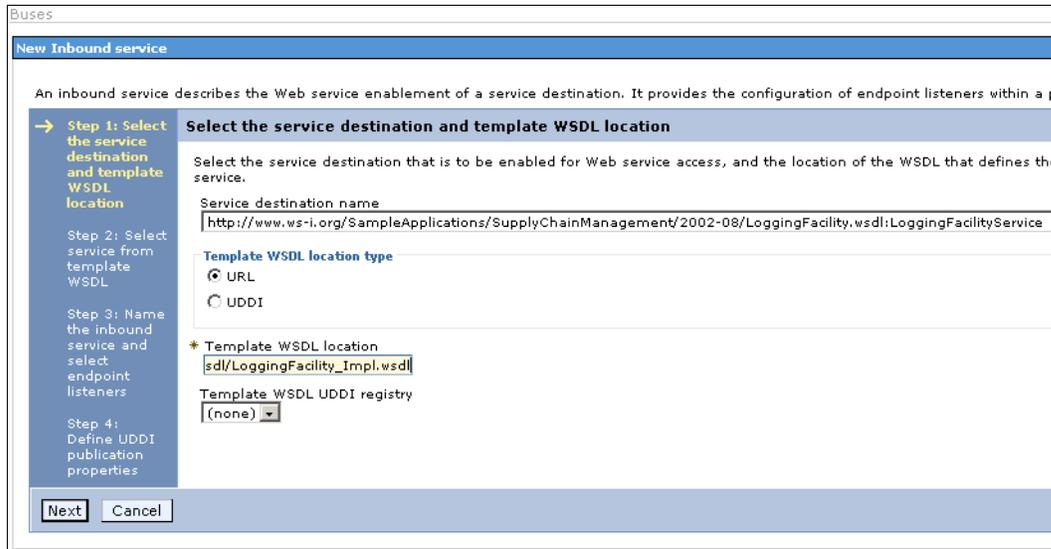 Buses
New Inbound service
An inbound service describes the Web service enablement of a service destination. It provides the configuration of endpoint listeners within a
Step 1: Select
the service
destination
and template
WSDL
location
Step 2: Select
service from
template
WSDL
Step 3: Name
the inbound
service and
select
endpoint
listeners
Step 4:
Define UDDI
publication
properties
Select the service destination and template WSDL location
Select the service destination that is to be enabled for Web service access, and the location of the WSDL that defines the
service.
Service destination name
http://www.ws-i.org/SampleApplications/SupplyChainManagement/2002-08/LoggingFacility.wsdl:LoggingFacilityService
Template WSDL location type
URL
UDDI
* Template WSDL location
sdl/LoggingFacility_Impl.wsdl
Template WSDL UDDI registry
(none)
Next Cancel